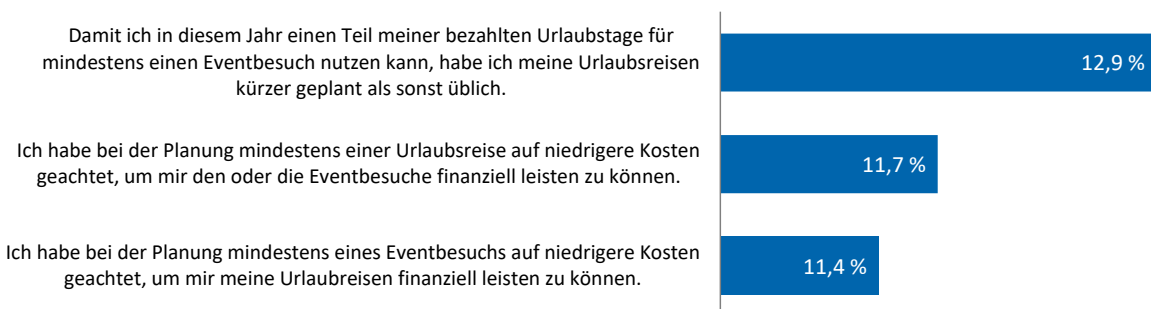 Damit ich in diesem Jahr einen Teil meiner bezahlten Urlaubstage für
mindestens einen Eventbesuch nutzen kann, habe ich meine Urlaubsreisen
kürzer geplant als sonst üblich.
12,9 %
Ich habe bei der Planung mindestens einer Urlaubsreise auf niedrigere Kosten
geachtet, um mir den oder die Eventbesuche finanziell leisten zu können.
11,7 %
Ich habe bei der Planung mindestens eines Eventbesuchs auf niedrigere Kosten
geachtet, um mir meine Urlaubreisen finanziell leisten zu können.
11,4 %